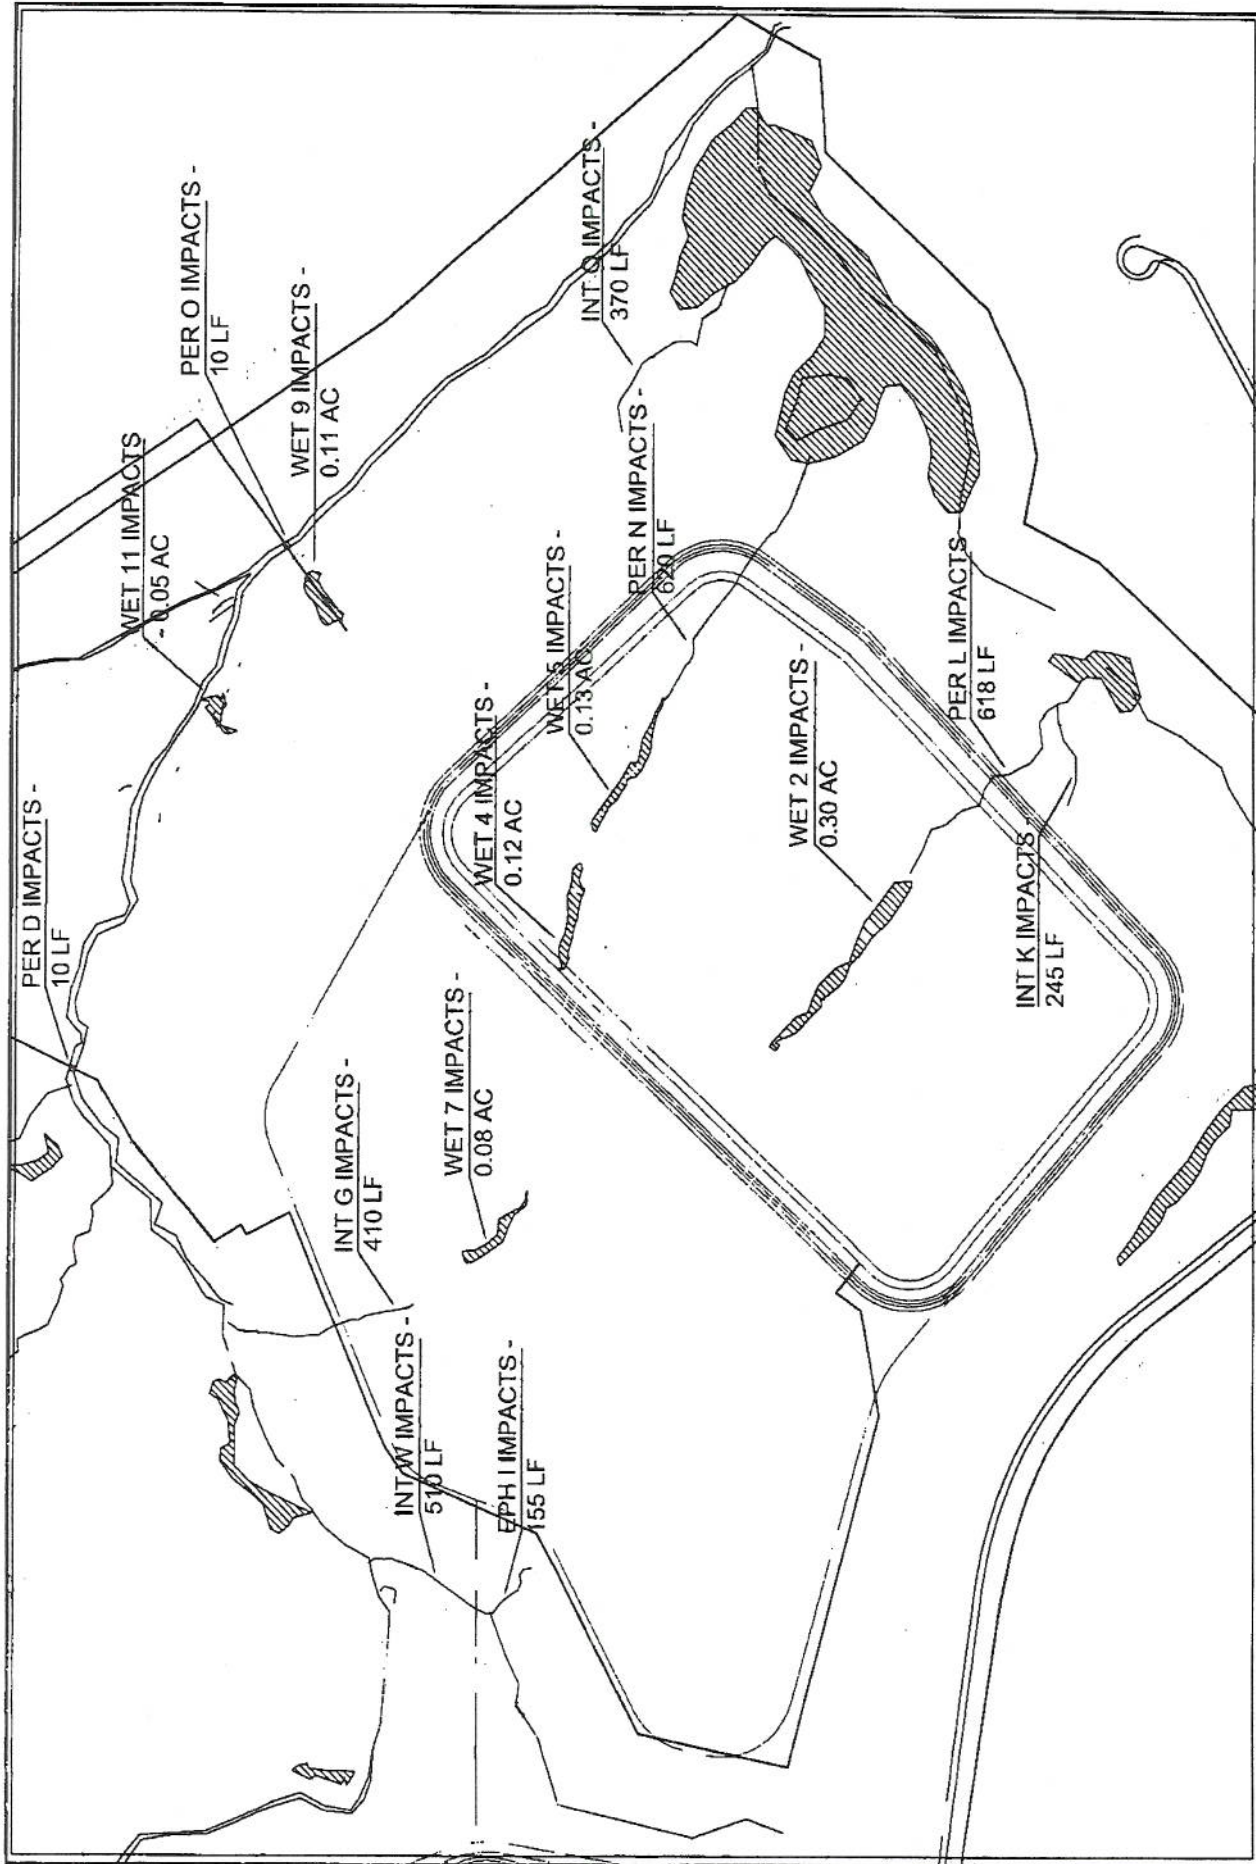 PER D IMPACTS -
10 LF
WET 11 IMPACTS
- 0.05 AC
PER O IMPACTS -
10 LF
WET 9 IMPACTS -
0.11 AC
INT G IMPACTS -
410 LF
INT W IMPACTS -
510 LF
EPH I IMPACTS -
155 LF
WET 7 IMPACTS -
0.08 AC
WET 4 IMPACTS -
0.12 AC
WET 5 IMPACTS -
0.13 AC
PER N IMPACTS -
620 LF
IMPACTS -
370 LF
WET 2 IMPACTS -
0.30 AC
PER L IMPACTS
618 LF
INT K IMPACTS -
245 LF